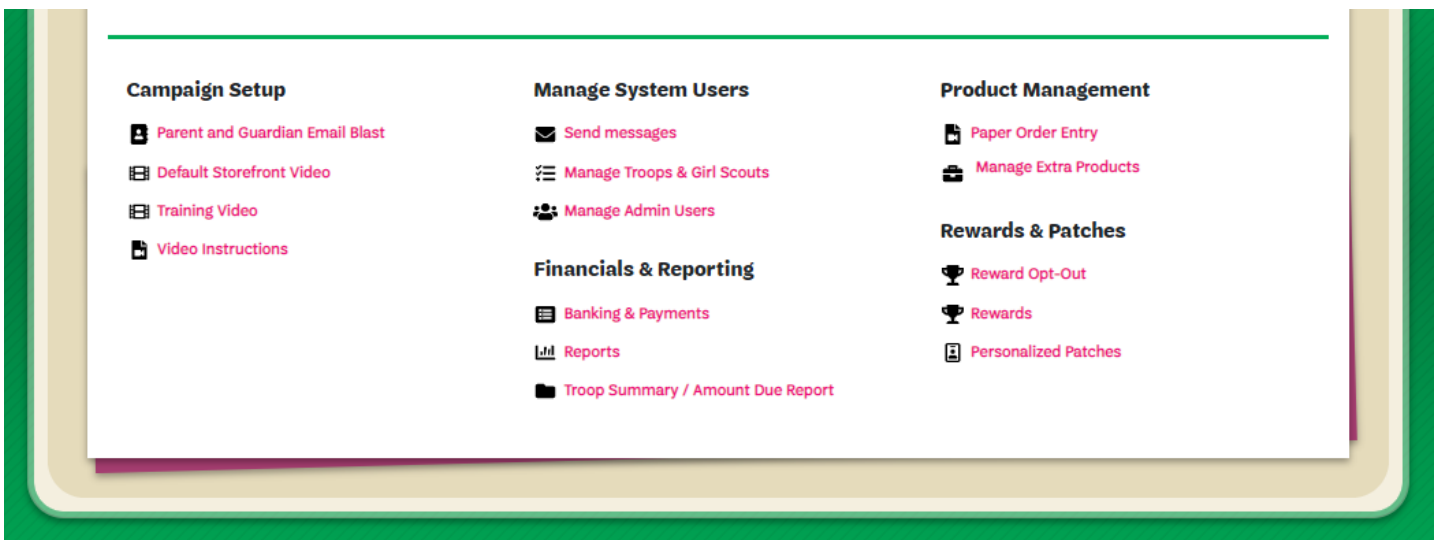 Campaign Setup
Parent and Guardian Email Blast
Default Storefront Video
Training Video
Video Instructions
Manage System Users
Send messages
Manage Troops & Girl Scouts
Manage Admin Users
Financials & Reporting
Banking & Payments
Reports
Troop Summary / Amount Due Report
Product Management
Paper Order Entry
Manage Extra Products
Rewards & Patches
Reward Opt-Out
Rewards
Personalized Patches